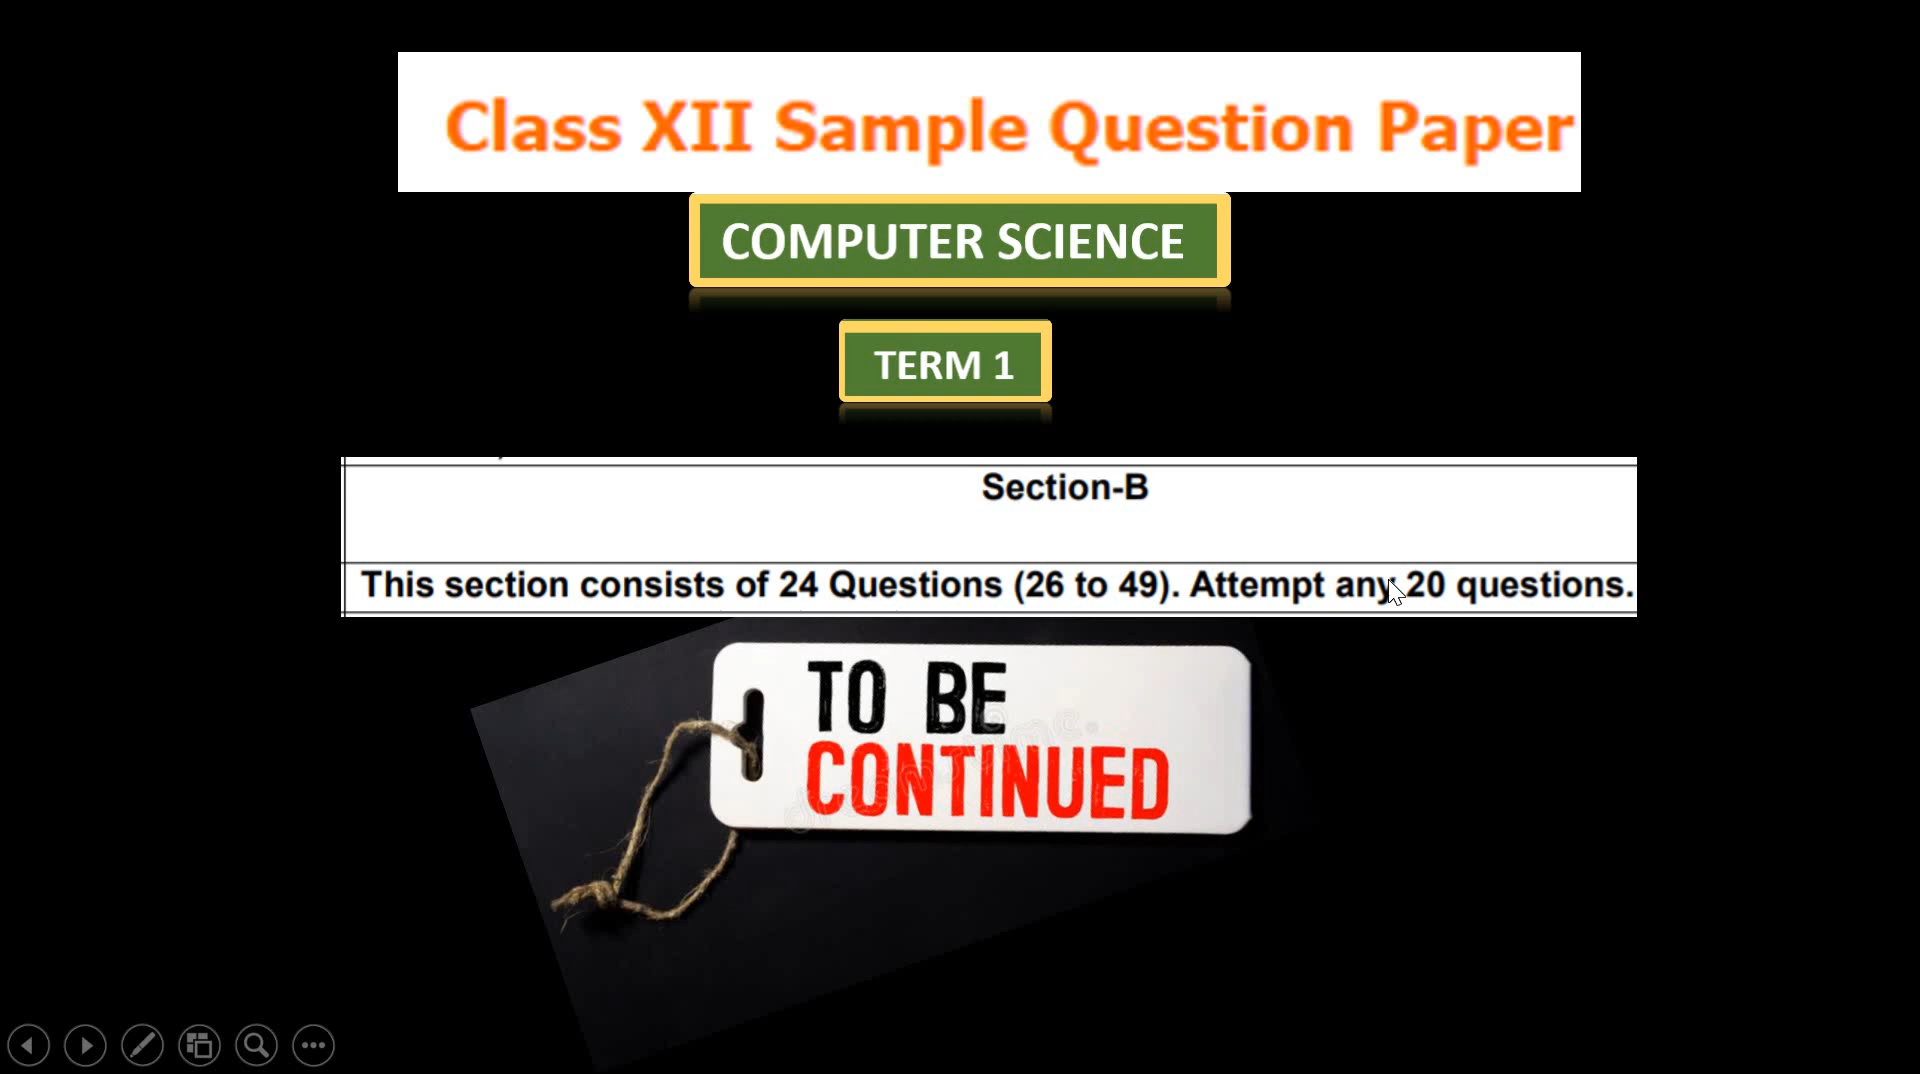 Class XII Sample Question Paper
COMPUTER SCIENCE
TERM 1
Section-B
This section consists of 24 Questions (26 to 49). Attempt any 20 questions.
TO BE
CONTINUED